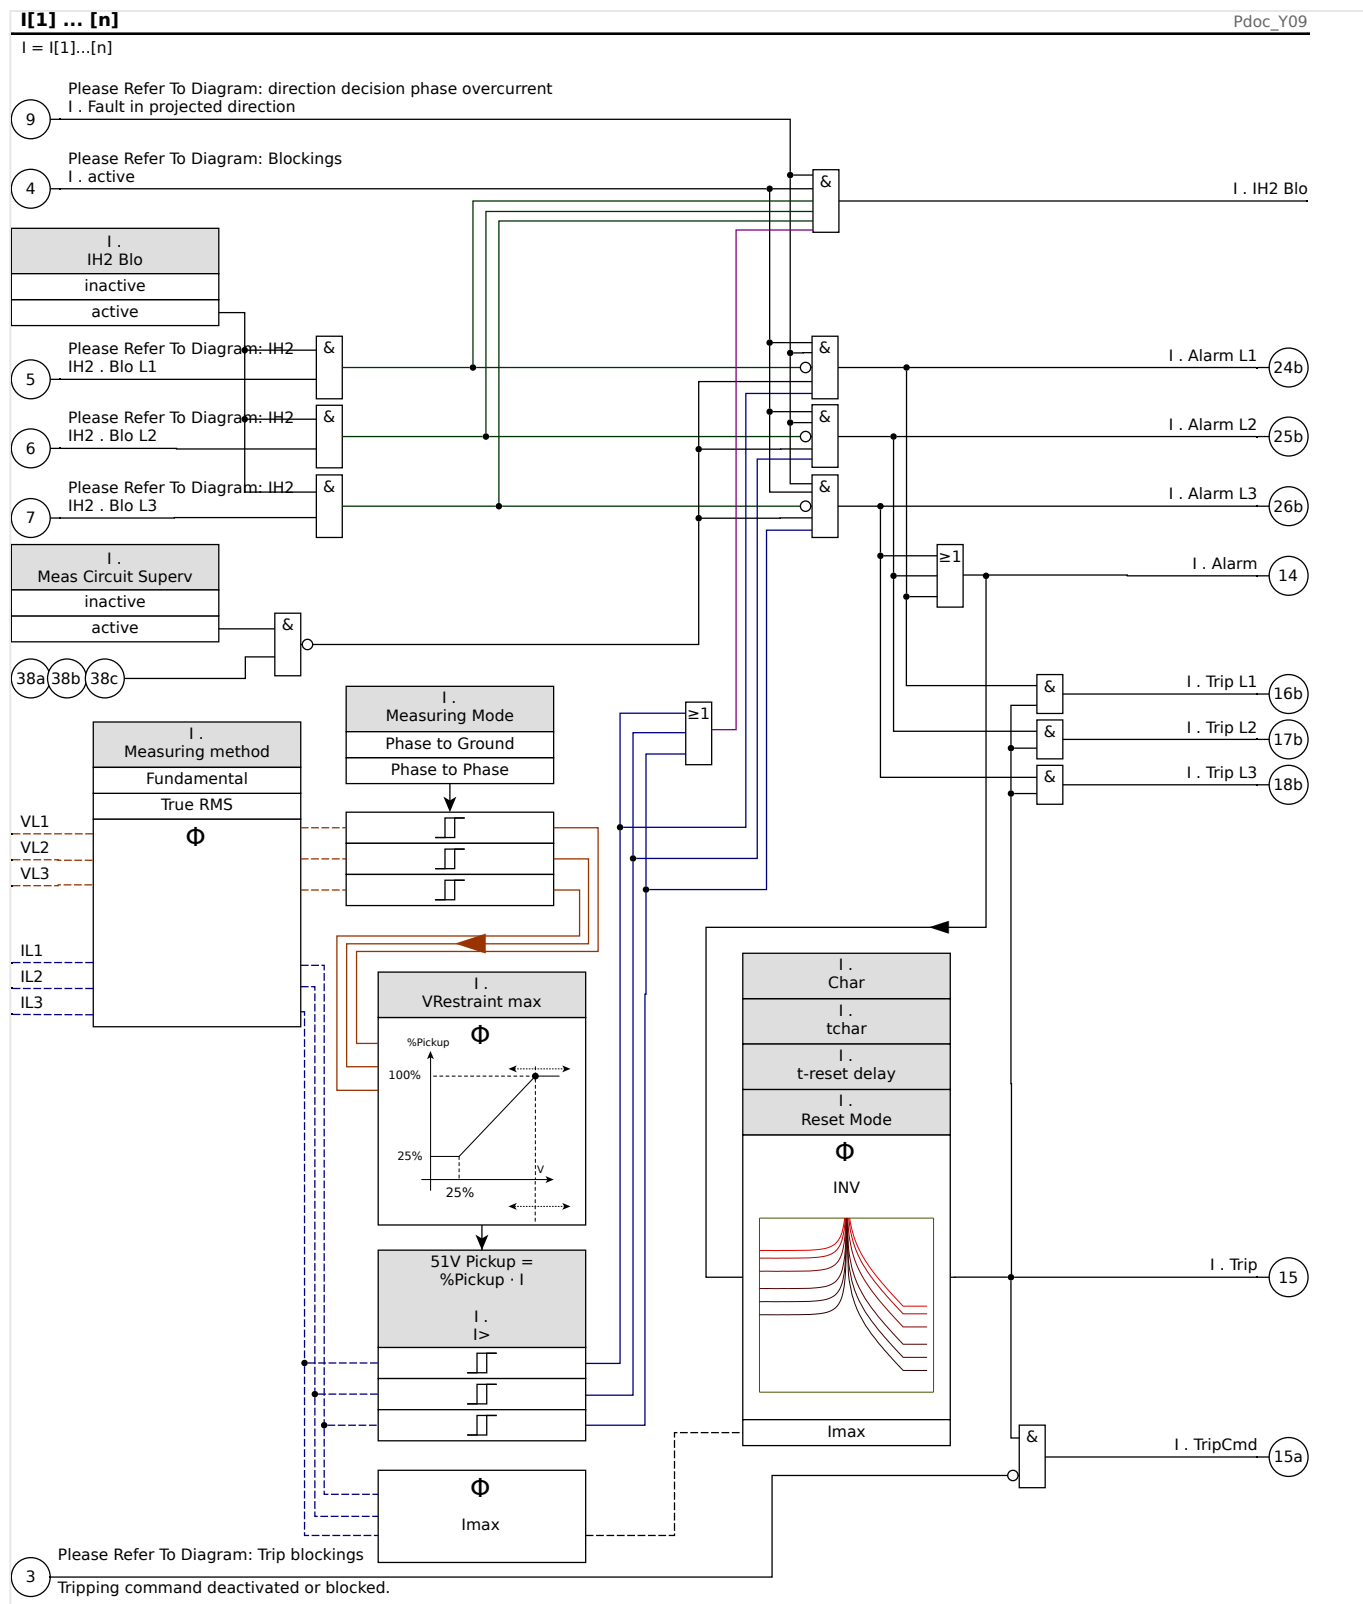 I[1] ... [n]
Pdoc_Y09
I = I[1]...[n]
Please Refer To Diagram: direction decision phase overcurrent
9
I . Fault in projected direction
Please Refer To Diagram: Blockings
4
I . active
&
I . IH2 Blo
I .
IH2 Blo
inactive
active
Please Refer To Diagram: IH2
5
IH2 . Blo L1
&
&
I . Alarm L1
24b
Please Refer To Diagram: IH2
6
IH2 . Blo L2
&
&
I . Alarm L2
25b
Please Refer To Diagram: IH2
7
IH2 . Blo L3
&
&
I . Alarm L3
26b
I .
Meas Circuit Superv
inactive
active
≥1
I . Alarm
14
&
38a
38b
38c
I .
Measuring Mode
Phase to Ground
Phase to Phase
≥1
&
I . Trip L1
16b
&
I . Trip L2
17b
&
I . Trip L3
18b
I .
Measuring method
Fundamental
True RMS
Φ
VL1
VL2
VL3
IL1
IL2
IL3
I .
VRestraint max
Φ
%Pickup
100%
25%
V
25%
I .
Char
I .
tchar
I .
t-reset delay
I .
Reset Mode
Φ
INV
Imax
51V Pickup =
%Pickup · I
I .
I>
I . Trip
15
Φ
Imax
&
I . TripCmd
15a
Please Refer To Diagram: Trip blockings
3
Tripping command deactivated or blocked.